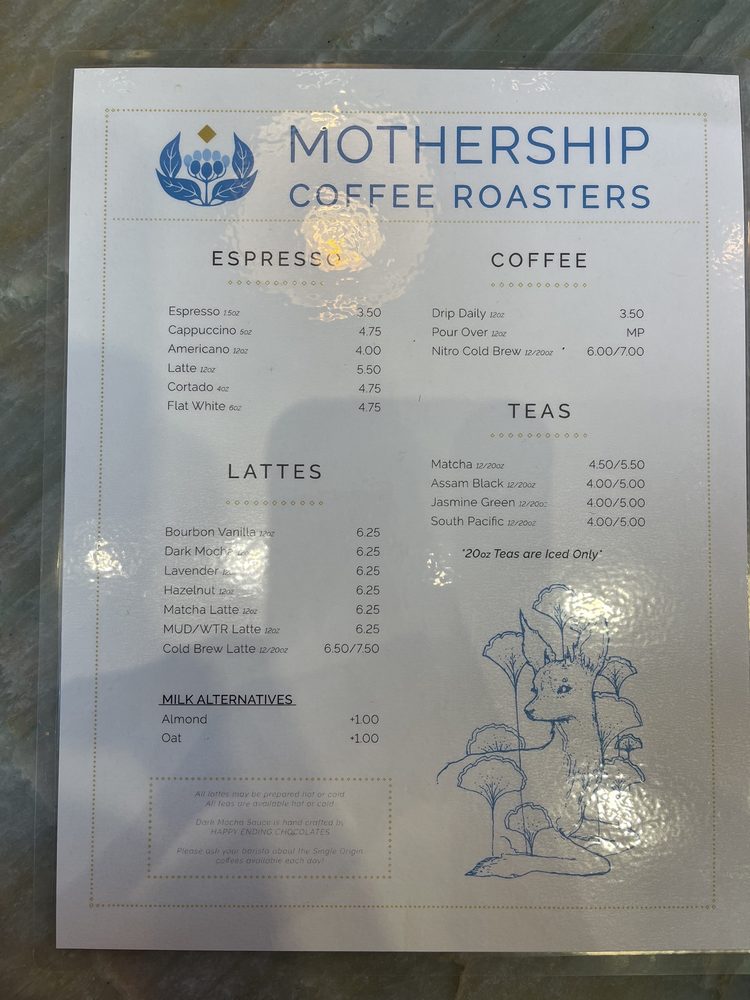 MOTHERSHIP
COFFEE ROASTERS
ESPRESSO
Espresso 1.5oz 3.50
Cappuccino 5oz 4.75
Americano 12oz 4.00
Latte 12oz 5.50
Cortado 4oz 4.75
Flat White 6oz 4.75
LATTES
Bourbon Vanilla 12oz 6.25
Dark Mocha 12oz 6.25
Lavender 6.25
Hazelnut 12oz 6.25
Matcha Latte 12oz 6.25
MUD/WTR Latte 12oz 6.25
Cold Brew Latte 12/20oz 6.50/7.50
MILK ALTERNATIVES
Almond +1.00
Oat +1.00
All lattes may be prepared hot or cold
All teas are available hot or cold
Dark Mocha Sauce is hand crafted by
HAPPY ENDING CHOCOLATES
Please ask your barista about the Single Origin
coffees available each day!
COFFEE
Drip Daily 12oz 3.50
Pour Over 12oz MP
Nitro Cold Brew 12/20oz 6.00/7.00
TEAS
Matcha 12/20oz 4.50/5.50
Assam Black 12/20oz 4.00/5.00
Jasmine Green 12/20oz 4.00/5.00
South Pacific 12/20oz 4.00/5.00
*20oz Teas are Iced Only*